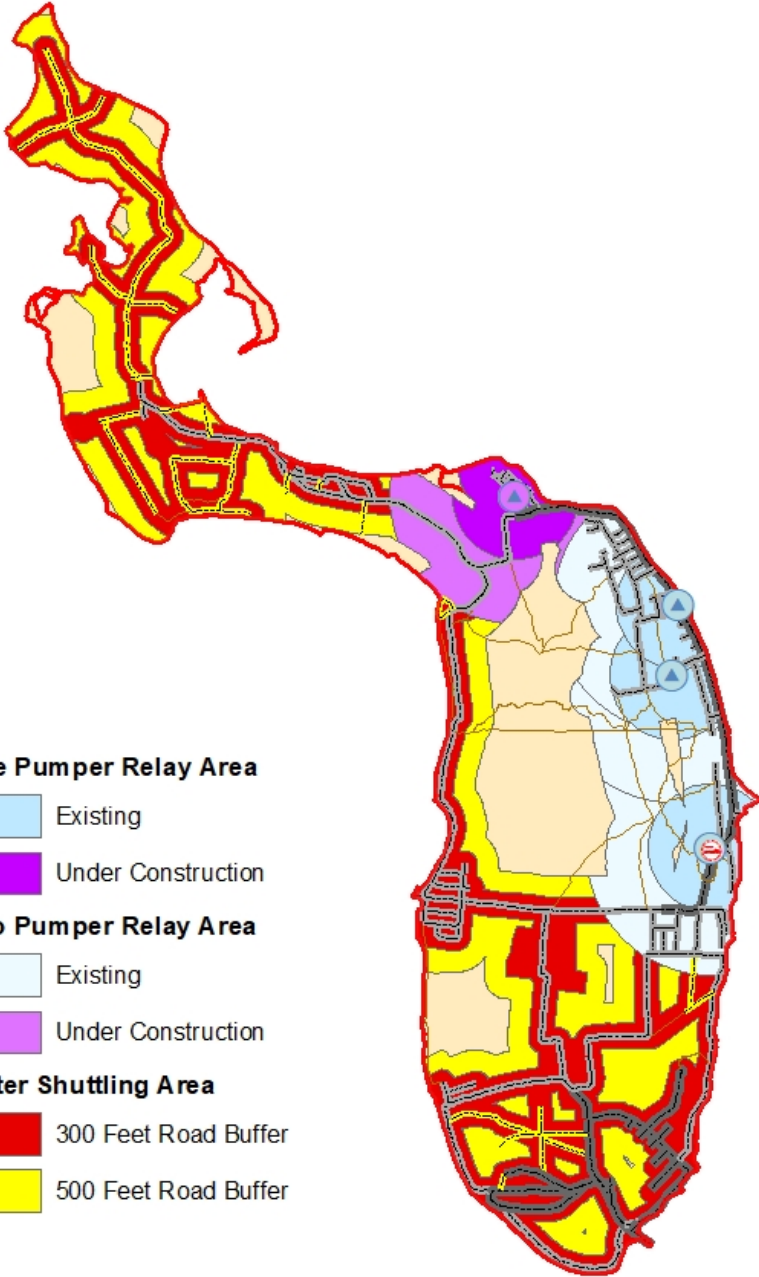 Pumper Relay Area
Existing
Under Construction
Pumper Relay Area
Existing
Under Construction
Shuttling Area
300 Feet Road Buffer
500 Feet Road Buffer